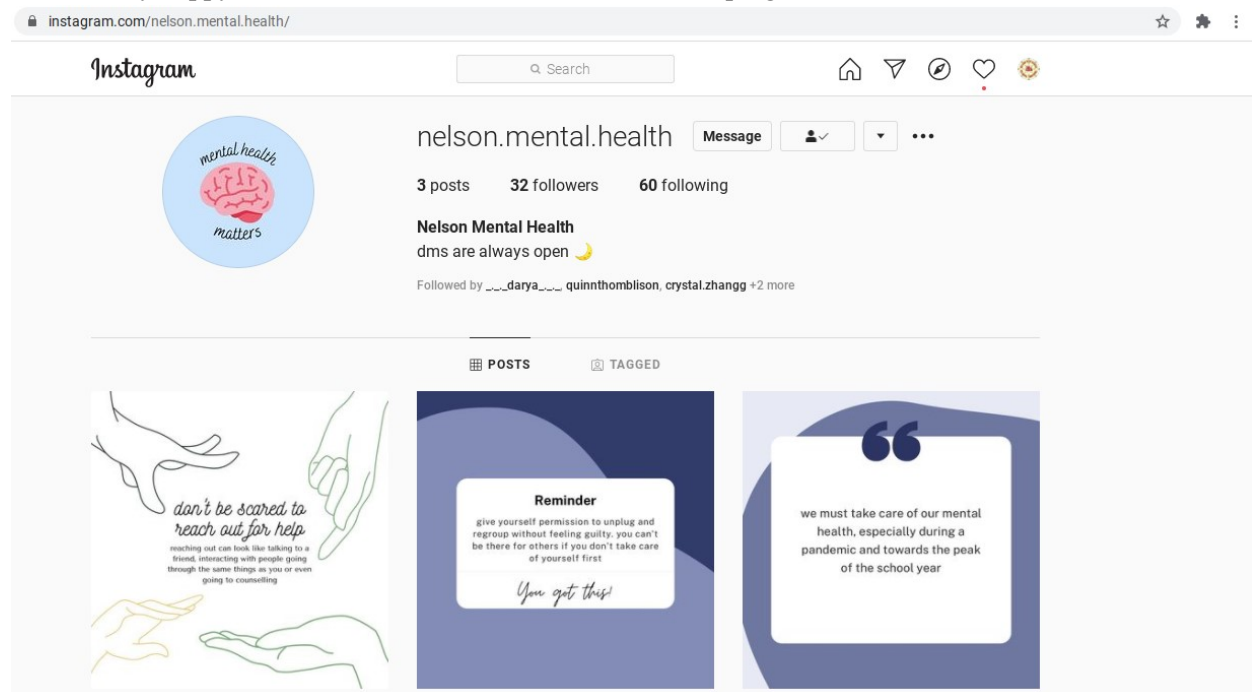 instagram.com/nelson.mental.health/
Instagram
Search
mental health
matters
nelson.mental.health Message
3 posts 32 followers 60 following
Nelson Mental Health
dms are always open 🌙
Followed by _._._darya_._._, quinnthomblison, crystal.zhangg +2 more
POSTS TAGGED
don't be scared to
reach out for help
reaching out can look like talking to a
friend, interacting with people going
through the same things as you or even
going to counselling
Reminder
give yourself permission to unplug and
regroup without feeling guilty. you can't
be there for others if you don't take care
of yourself first
You got this!
“
we must take care of our mental
health, especially during a
pandemic and towards the peak
of the school year